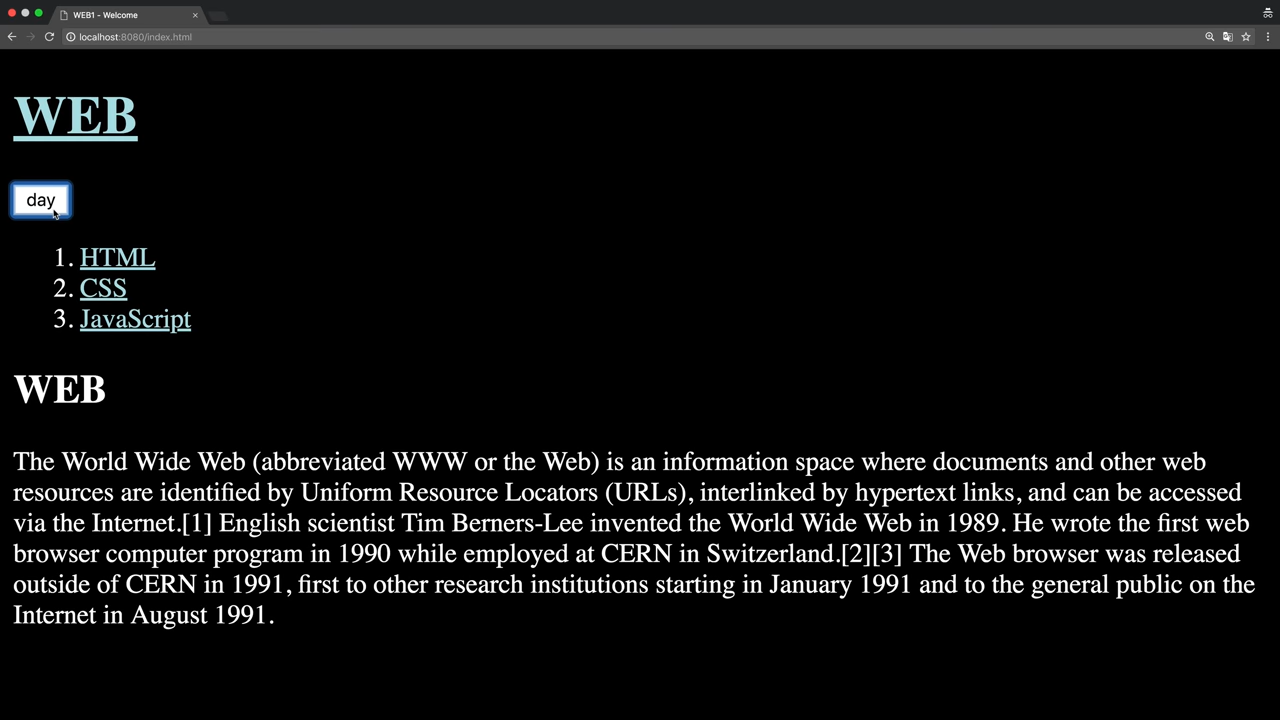 WEB1 - Welcome
localhost:8080/index.html
WEB
day
1. HTML
2. CSS
3. JavaScript
WEB
The World Wide Web (abbreviated WWW or the Web) is an information space where documents and other web
resources are identified by Uniform Resource Locators (URLs), interlinked by hypertext links, and can be accessed
via the Internet.[1] English scientist Tim Berners-Lee invented the World Wide Web in 1989. He wrote the first web
browser computer program in 1990 while employed at CERN in Switzerland.[2][3] The Web browser was released
outside of CERN in 1991, first to other research institutions starting in January 1991 and to the general public on the
Internet in August 1991.